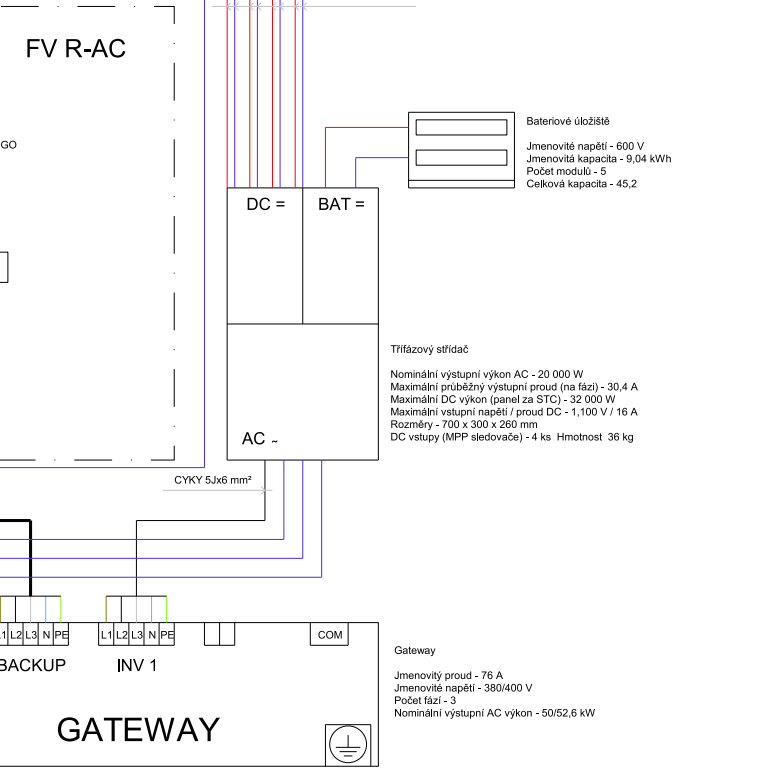 FV R-AC
GO
Bateriové úložiště
Jmenovité napětí - 600 V
Jmenovitá kapacita - 9,04 kWh
Počet modulů - 5
Celková kapacita - 45,2
DC =
BAT =
AC ~
Třífázový střídač
Nominální výstupní výkon AC - 20 000 W
Maximální průběžný výstupní proud (na fázi) - 30,4 A
Maximální DC výkon (panel za STC) - 32 000 W
Maximální vstupní napětí / proud DC - 1,100 V / 16 A
Rozměry - 700 x 300 x 260 mm
DC vstupy (MPP sledovače) - 4 ks Hmotnost 36 kg
CYKY 5Jx6 mm²
1 L2 L3 N PE
L1 L2 L3 N PE
COM
BACKUP
INV 1
GATEWAY
Gateway
Jmenovitý proud - 76 A
Jmenovité napětí - 380/400 V
Počet fází - 3
Nominální výstupní AC výkon - 50/52,6 kW